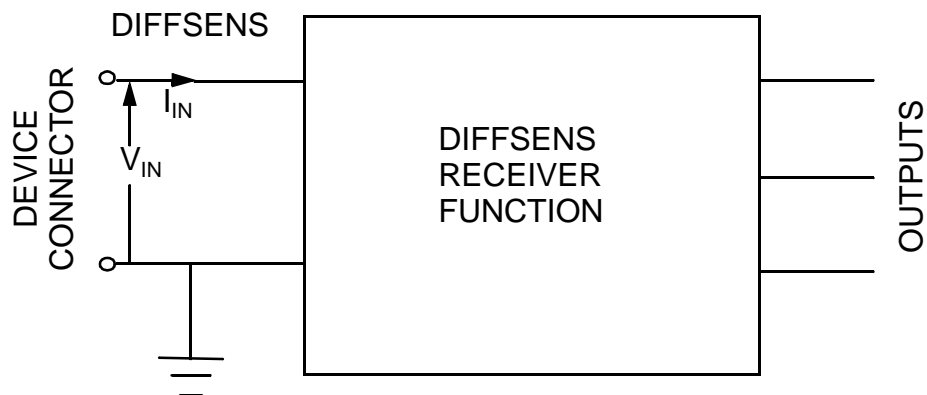 DIFFSENS
DEVICE
CONNECTOR
I_IN
V_IN
DIFFSENS
RECEIVER
FUNCTION
OUTPUTS